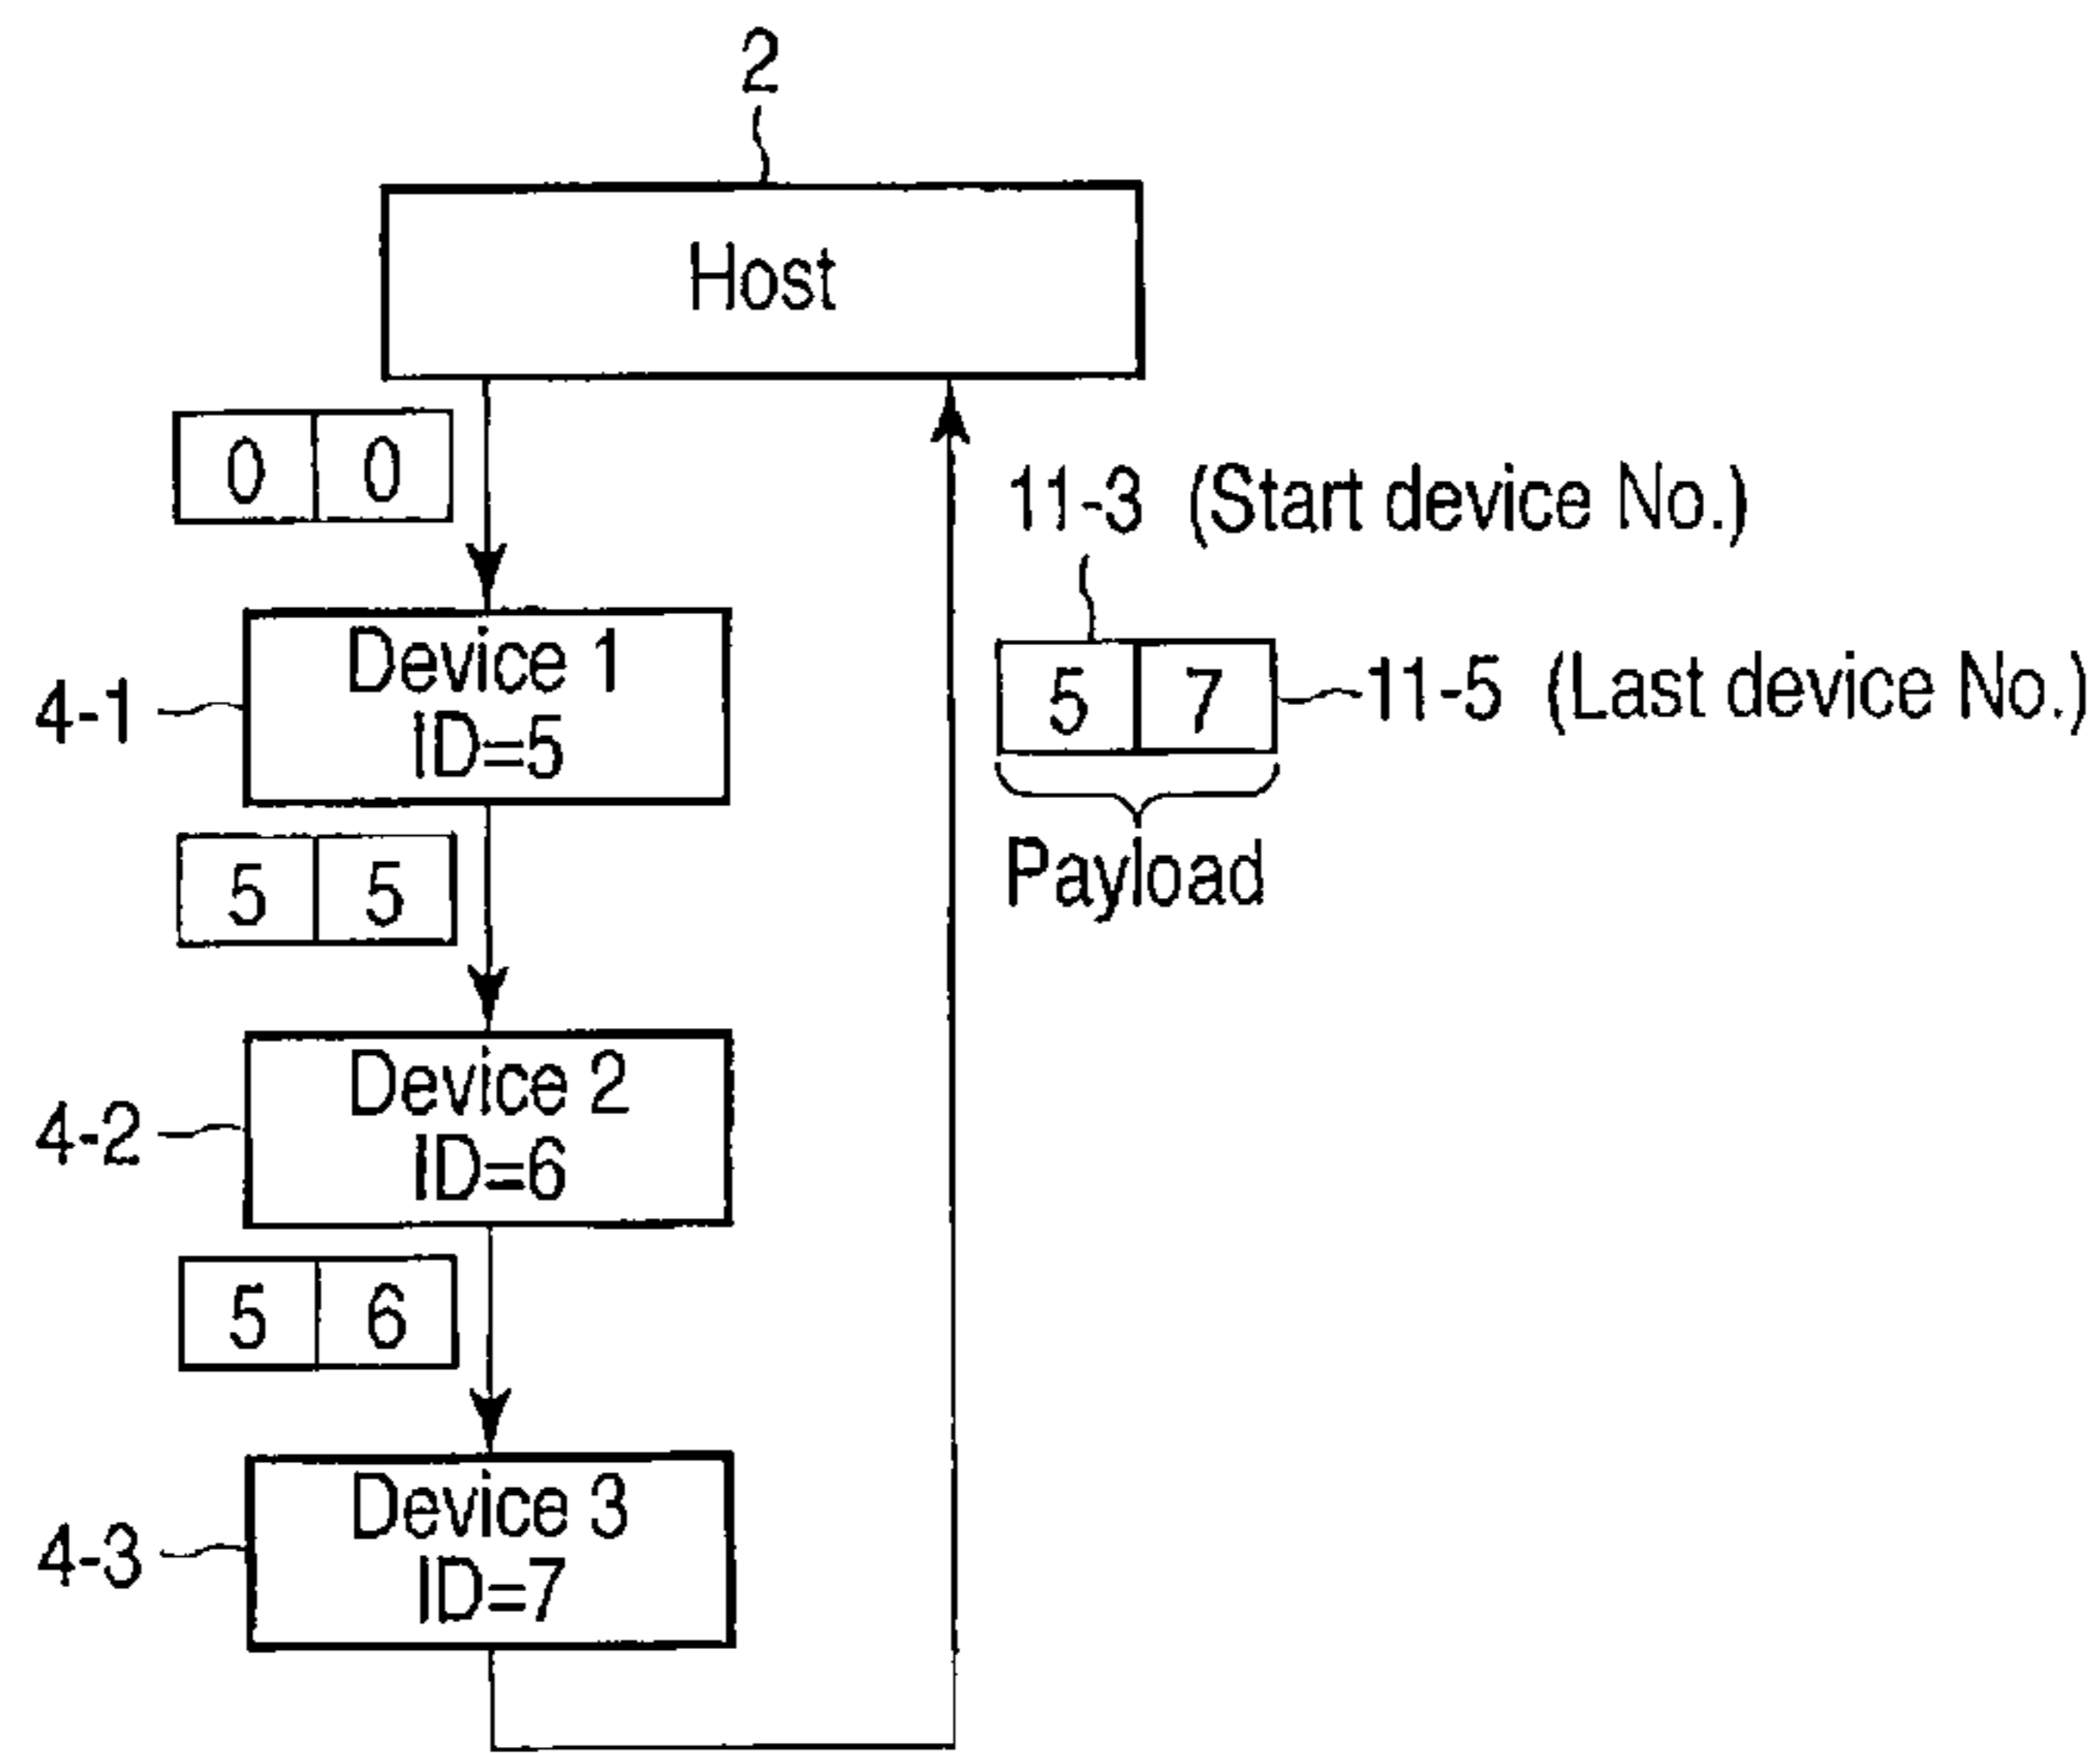 2
Host
0 0
11-3 (Start device No.)
Device 1
ID=5
4-1
5 7
11-5 (Last device No.)
Payload
5 5
Device 2
ID=6
4-2
5 6
Device 3
ID=7
4-3